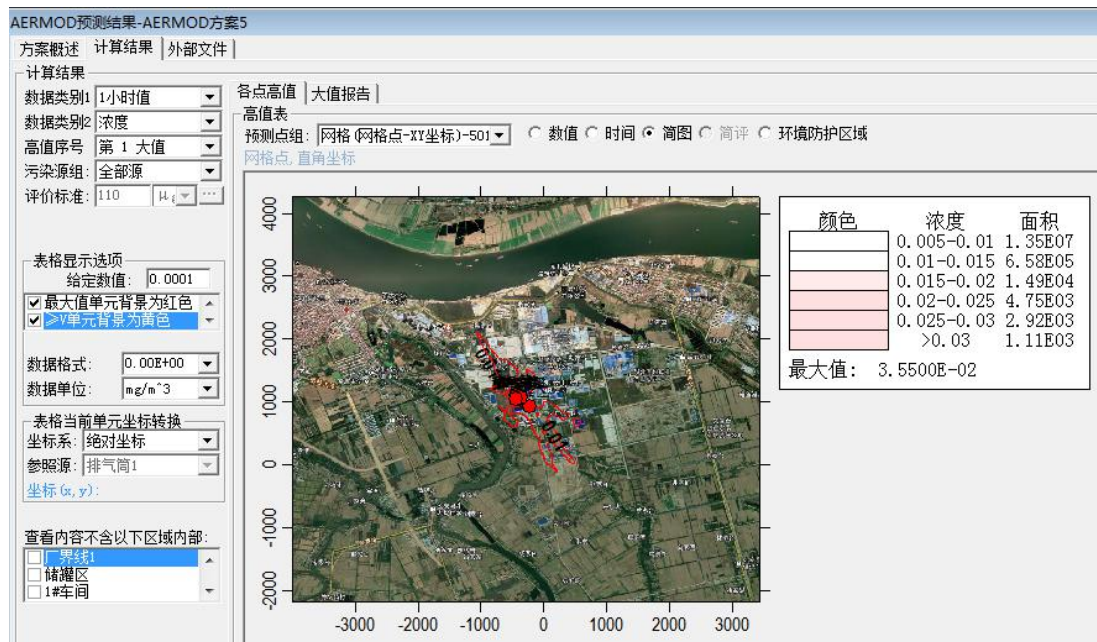 AERMOD预测结果-AERMOD方案5
方案概述 计算结果 外部文件
计算结果
数据类别1 1小时值
数据类别2 浓度
高值序号 第 1 大值
污染源组: 全部源
评价标准: 110
表格显示选项
给定数值: 0.0001
最大值单元背景为红色
≥V单元背景为黄色
数据格式: 0.00E+00
数据单位: mg/m^3
表格当前单元坐标转换
坐标系: 绝对坐标
参照源: 排气筒1
坐标(x,y):
查看内容不含以下区域内部:
厂界线1
储罐区
1#车间
各点高值 大值报告
高值表
预测点组: 网格(网格点-XY坐标)-501 数值 时间 简图 简评 环境防护区域
网格点,直角坐标
4000
3000
2000
1000
0
-1000
-2000
-3000 -2000 -1000 0 1000 2000 3000
0.01
颜色 浓度 面积
0.005-0.01 1.35E07
0.01-0.015 6.58E05
0.015-0.02 1.49E04
0.02-0.025 4.75E03
0.025-0.03 2.92E03
>0.03 1.11E03
最大值: 3.5500E-02